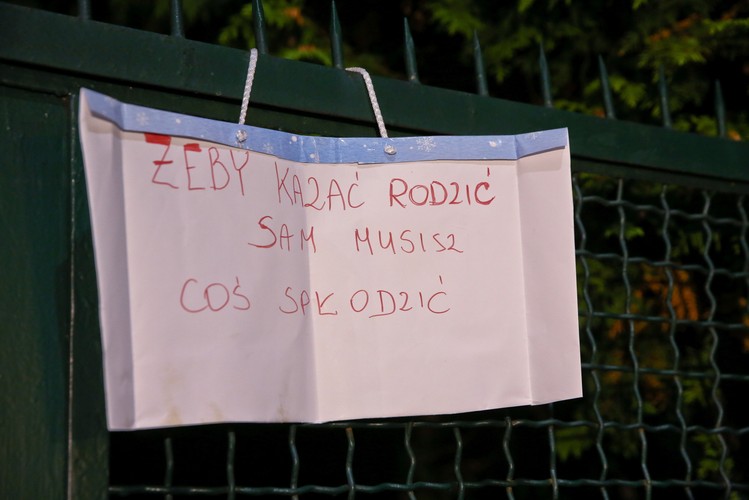 ŻEBY KAZAĆ RODZIĆ
SAM MUSISZ
COŚ SPŁODZIĆ